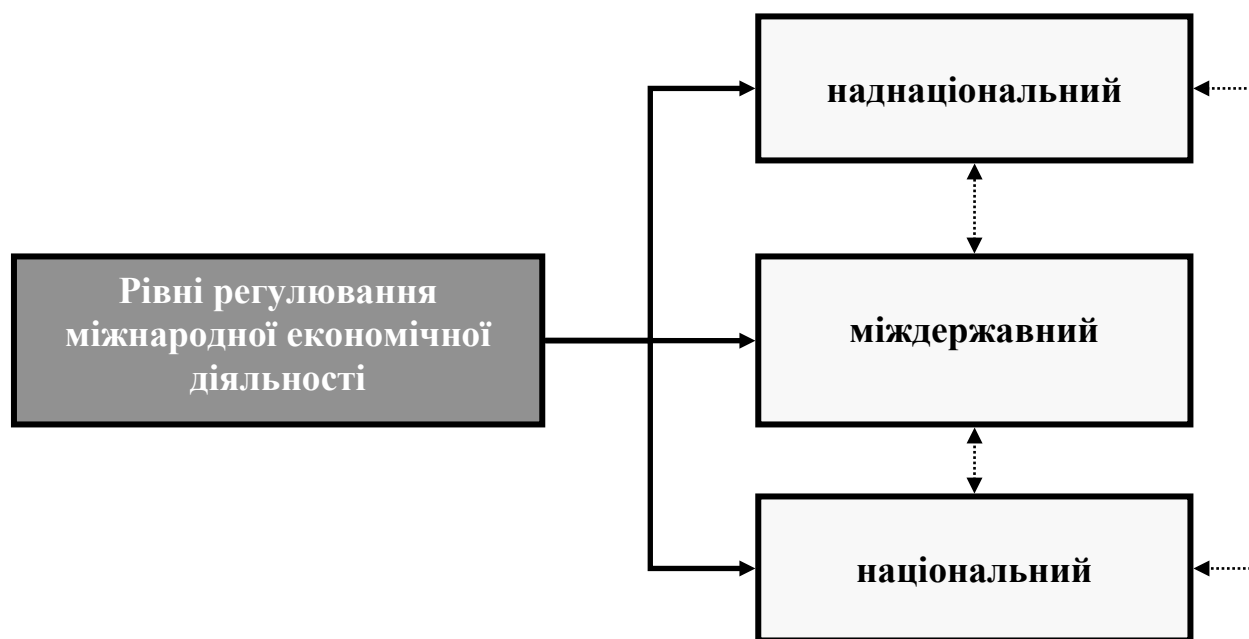 наднаціональний
Рівні регулювання
міжнародної економічної
діяльності
міждержавний
національний